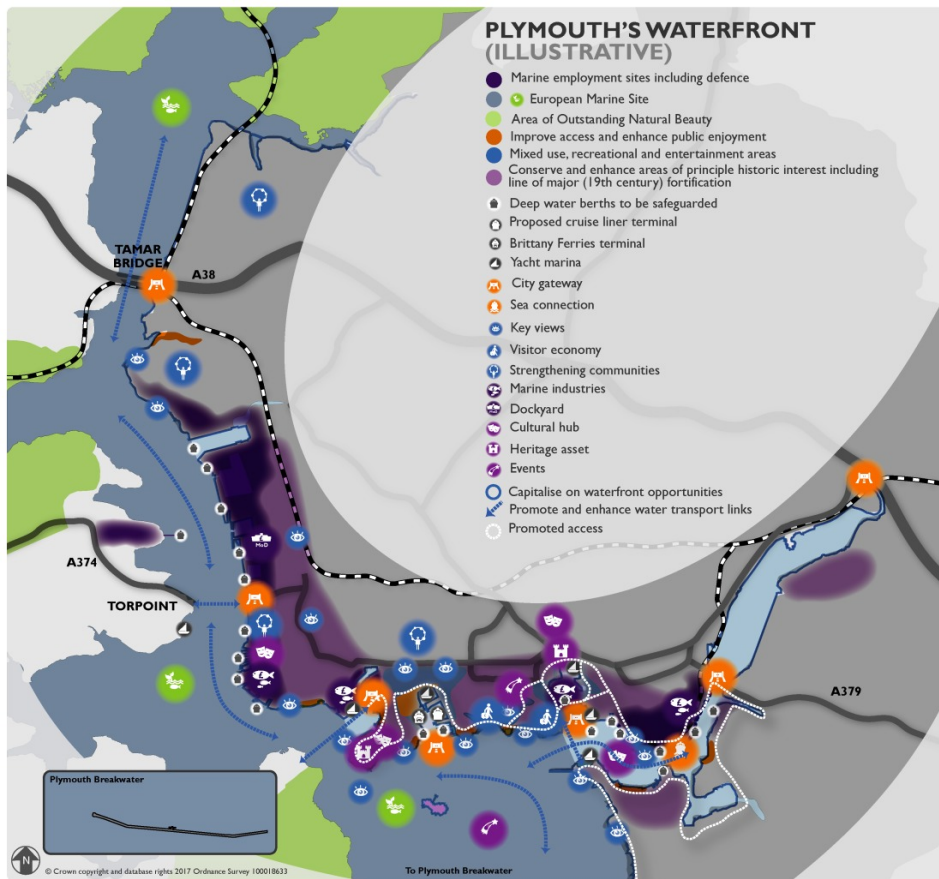 PLYMOUTH'S WATERFRONT
(ILLUSTRATIVE)
Marine employment sites including defence
European Marine Site
Area of Outstanding Natural Beauty
Improve access and enhance public enjoyment
Mixed use, recreational and entertainment areas
Conserve and enhance areas of principle historic interest including
line of major (19th century) fortification
Deep water berths to be safeguarded
Proposed cruise liner terminal
Brittany Ferries terminal
Yacht marina
City gateway
Sea connection
Key views
Visitor economy
Strengthening communities
Marine industries
Dockyard
Cultural hub
Heritage asset
Events
Capitalise on waterfront opportunities
Promote and enhance water transport links
Promoted access
TAMAR
BRIDGE
A38
MoD
A374
TORPOINT
A379
Plymouth Breakwater
To Plymouth Breakwater
N
© Crown copyright and database rights 2017 Ordnance Survey 100018633